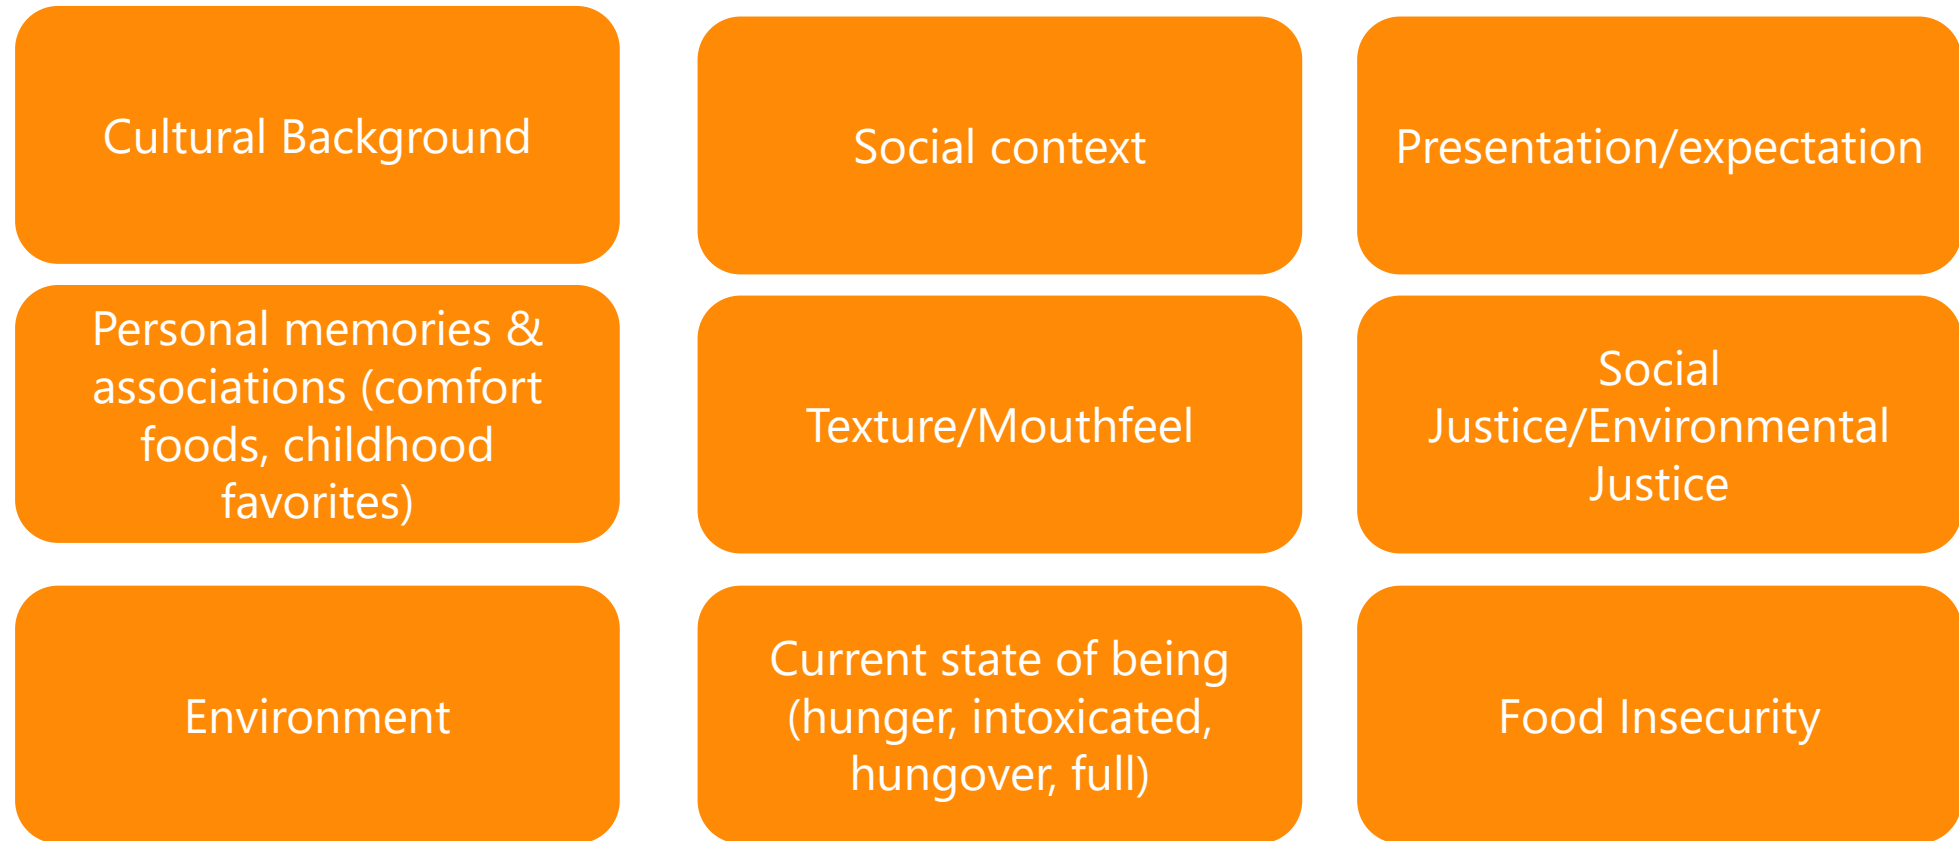 Cultural Background
Social context
Presentation/expectation
Personal memories &
associations (comfort
foods, childhood
favorites)
Texture/Mouthfeel
Social
Justice/Environmental
Justice
Environment
Current state of being
(hunger, intoxicated,
hungover, full)
Food Insecurity